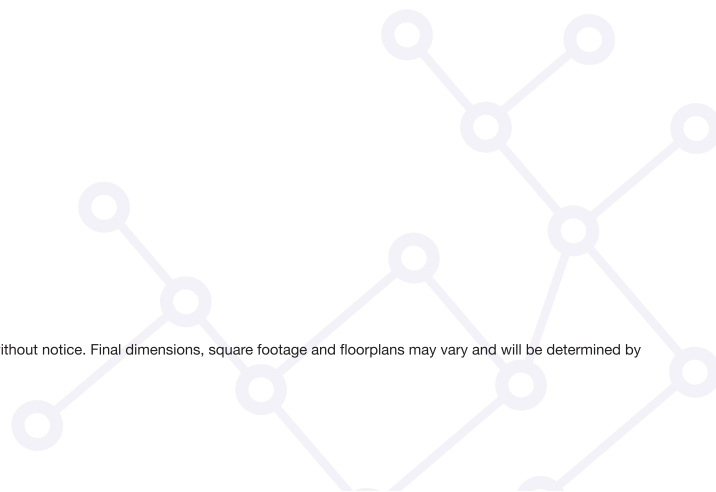 ithout notice. Final dimensions, square footage and floorplans may vary and will be determined by